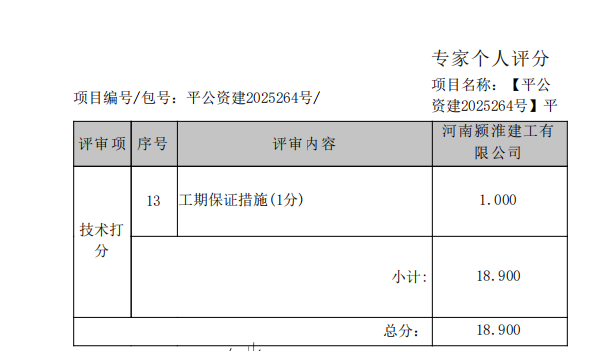 专家个人评分
项目名称：【平公
项目编号/包号：平公资建2025264号/
资建2025264号】平
评审项 序号 评审内容 河南颍淮建工有
限公司
技术打
分
13 工期保证措施(1分) 1.000
小计: 18.900
总分: 18.900